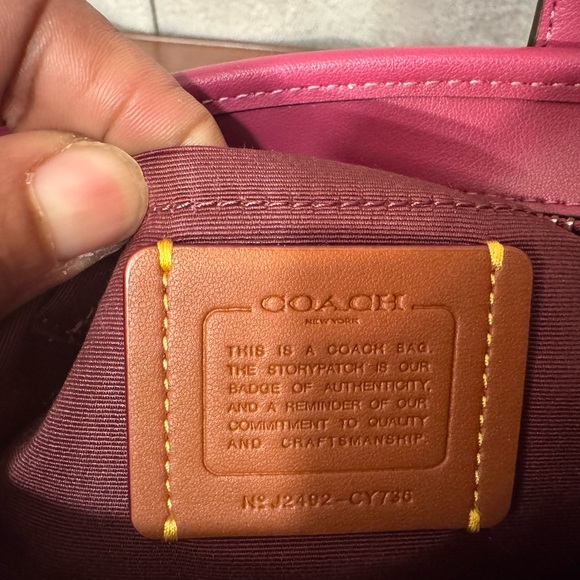 COACH
NEW YORK
THIS IS A COACH BAG.
THE STORYPATCH IS OUR
BADGE OF AUTHENTICITY,
AND A REMINDER OF OUR
COMMITMENT TO QUALITY
AND CRAFTSMANSHIP.
Nº J2492-CY736